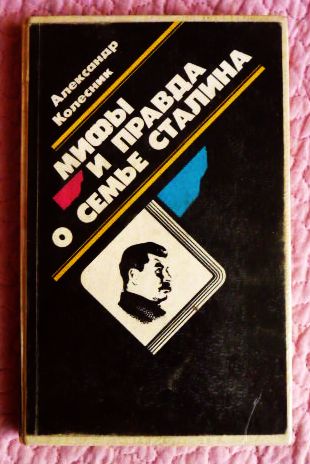 Александр
Колесник
МИФЫ
И ПРАВДА
О СЕМЬЕ СТАЛИНА